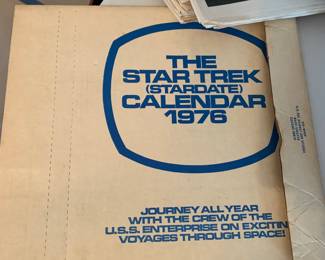 THE
STAR TREK
(STARDATE)
CALENDAR
1976
JOURNEY ALL YEAR
WITH THE CREW OF THE
U.S.S. ENTERPRISE ON EXCITIN
VOYAGES THROUGH SPACE!